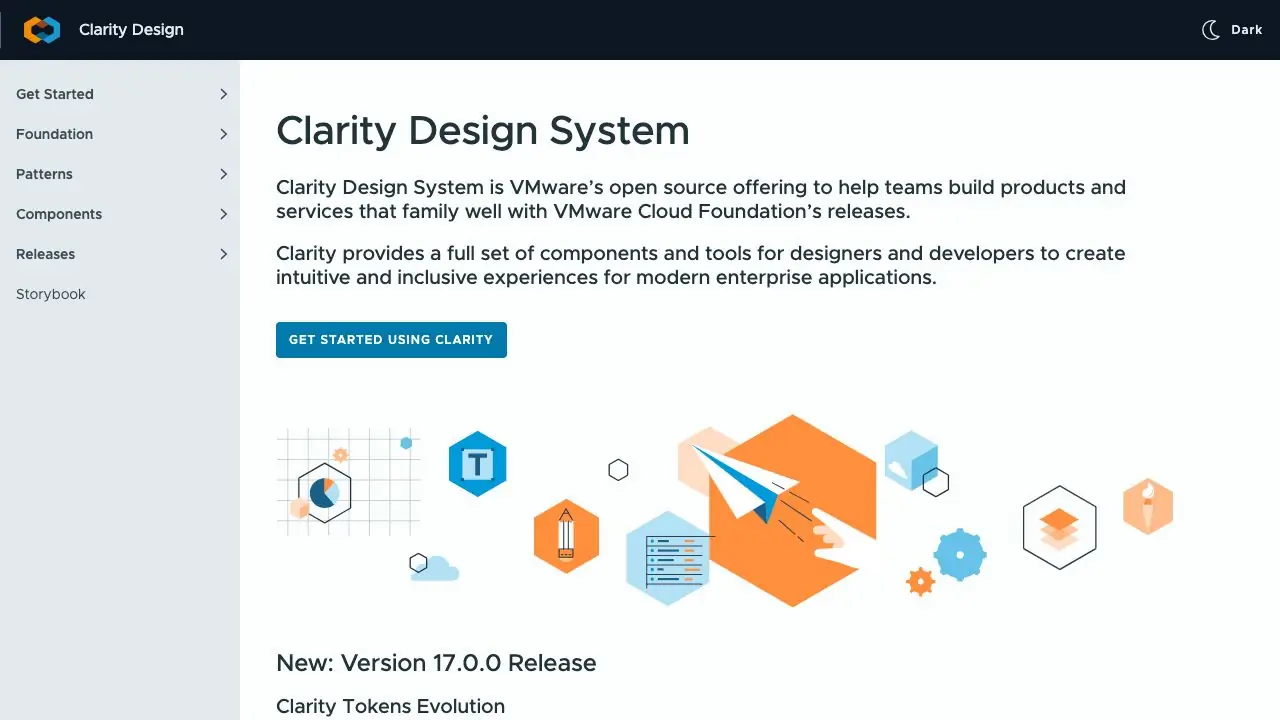 Clarity Design
Dark
Get Started
Foundation
Patterns
Components
Releases
Storybook
Clarity Design System
Clarity Design System is VMware’s open source offering to help teams build products and
services that family well with VMware Cloud Foundation’s releases.
Clarity provides a full set of components and tools for designers and developers to create
intuitive and inclusive experiences for modern enterprise applications.
GET STARTED USING CLARITY
T
New: Version 17.0.0 Release
Clarity Tokens Evolution